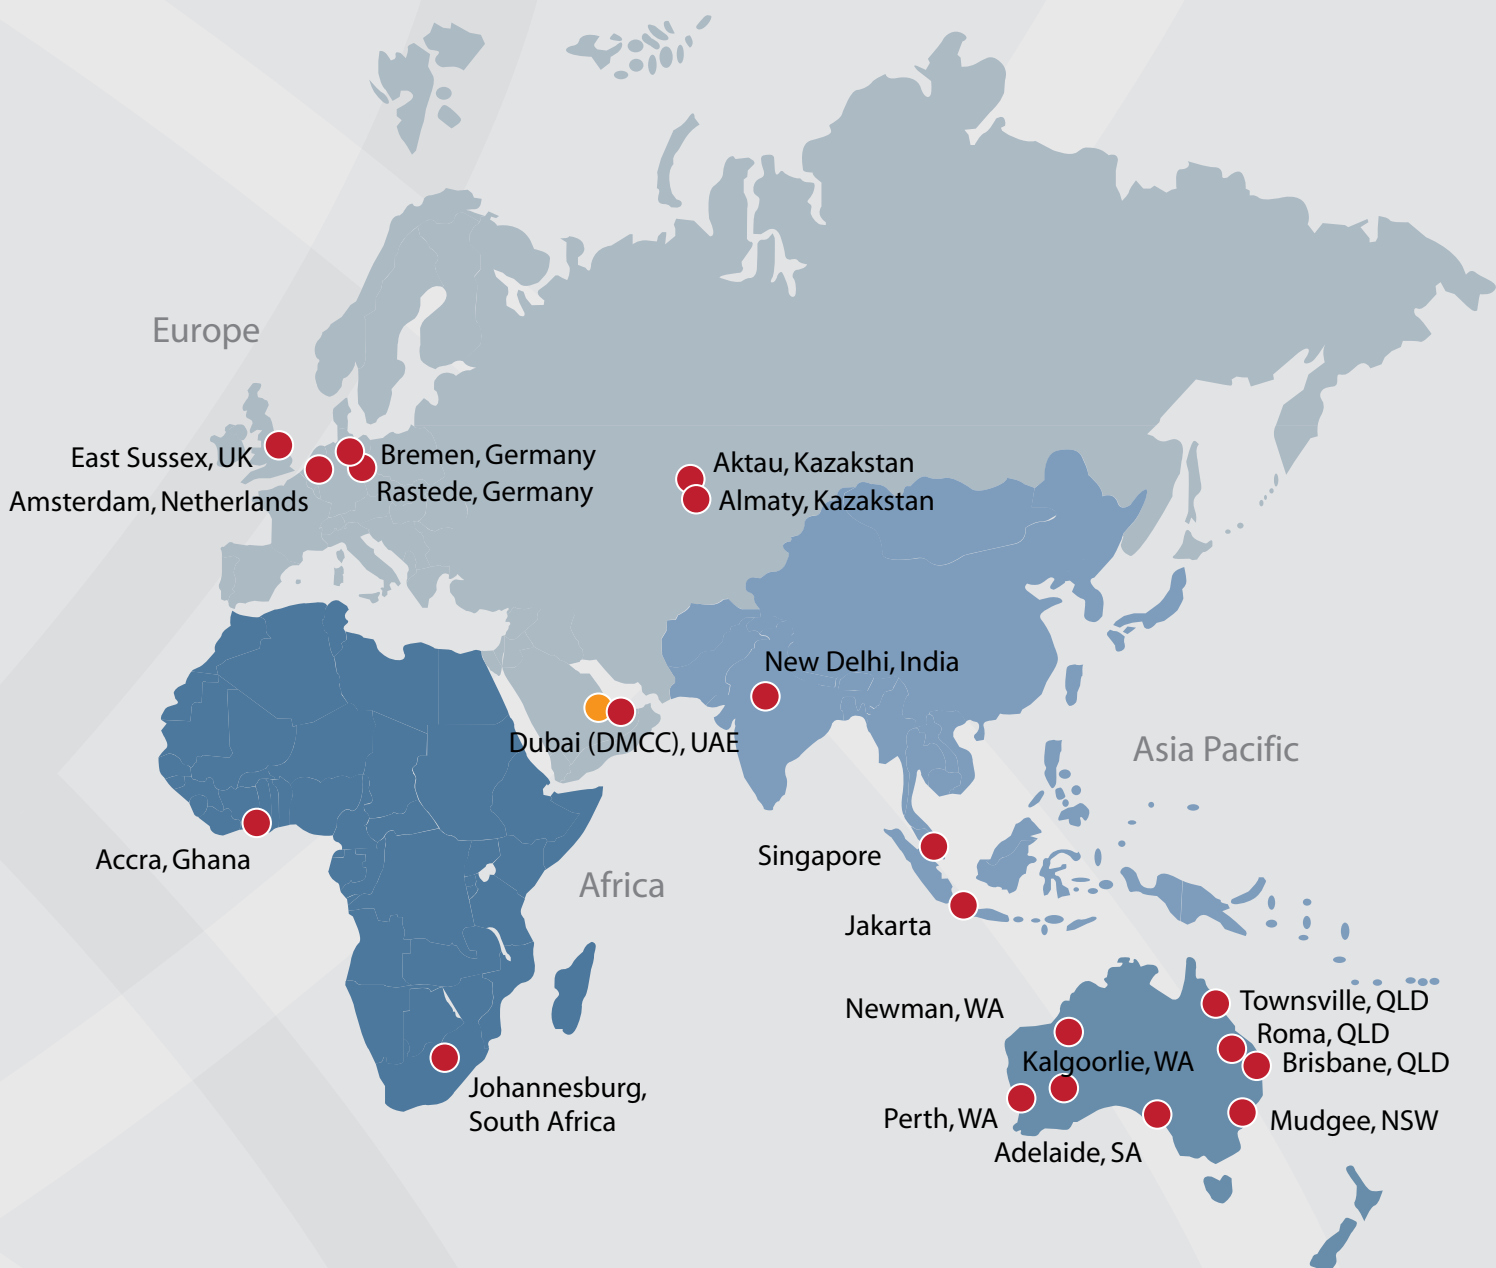 Europe
East Sussex, UK
Amsterdam, Netherlands
Bremen, Germany
Rastede, Germany
Aktau, Kazakstan
Almaty, Kazakstan
New Delhi, India
Dubai (DMCC), UAE
Asia Pacific
Accra, Ghana
Africa
Singapore
Jakarta
Johannesburg,
South Africa
Newman, WA
Townsville, QLD
Roma, QLD
Kalgoorlie, WA
Brisbane, QLD
Perth, WA
Mudgee, NSW
Adelaide, SA